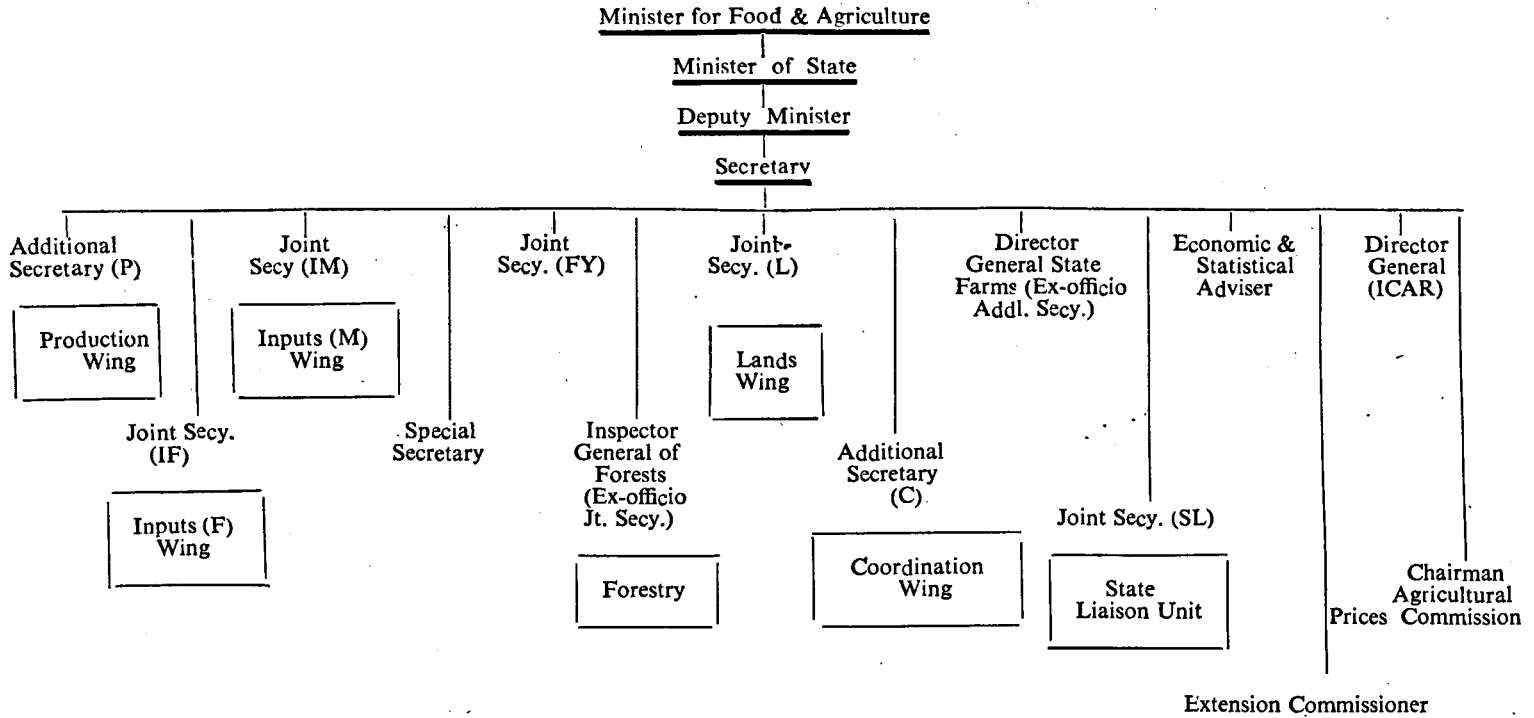 Minister for Food & Agriculture
Minister of State
Deputy Minister
Secretary
Additional
Secretary (P)
Production
Wing
Joint Secy.
(IF)
Inputs (F)
Wing
Joint
Secy (IM)
Inputs (M)
Wing
Special
Secretary
Joint
Secy. (FY)
Inspector
General of
Forests
(Ex-officio
Jt. Secy.)
Forestry
Joint
Secy. (L)
Lands
Wing
Additional
Secretary
(C)
Coordination
Wing
Director
General State
Farms (Ex-officio
Addl. Secy.)
Joint Secy. (SL)
State
Liaison Unit
Economic &
Statistical
Adviser
Extension Commissioner
Director
General
(ICAR)
Chairman
Agricultural
Prices Commission